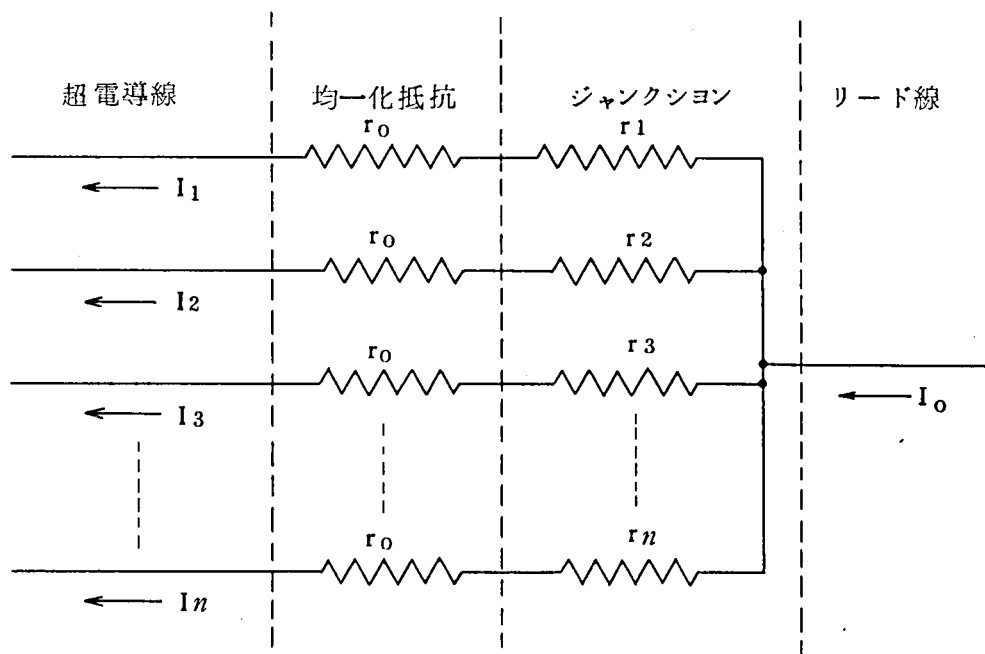 超電導線 均一化抵抗 ジャンクション リード線
r0 r1
I1
r0 r2
I2
r0 r3
I3 I0
r0 rn
In